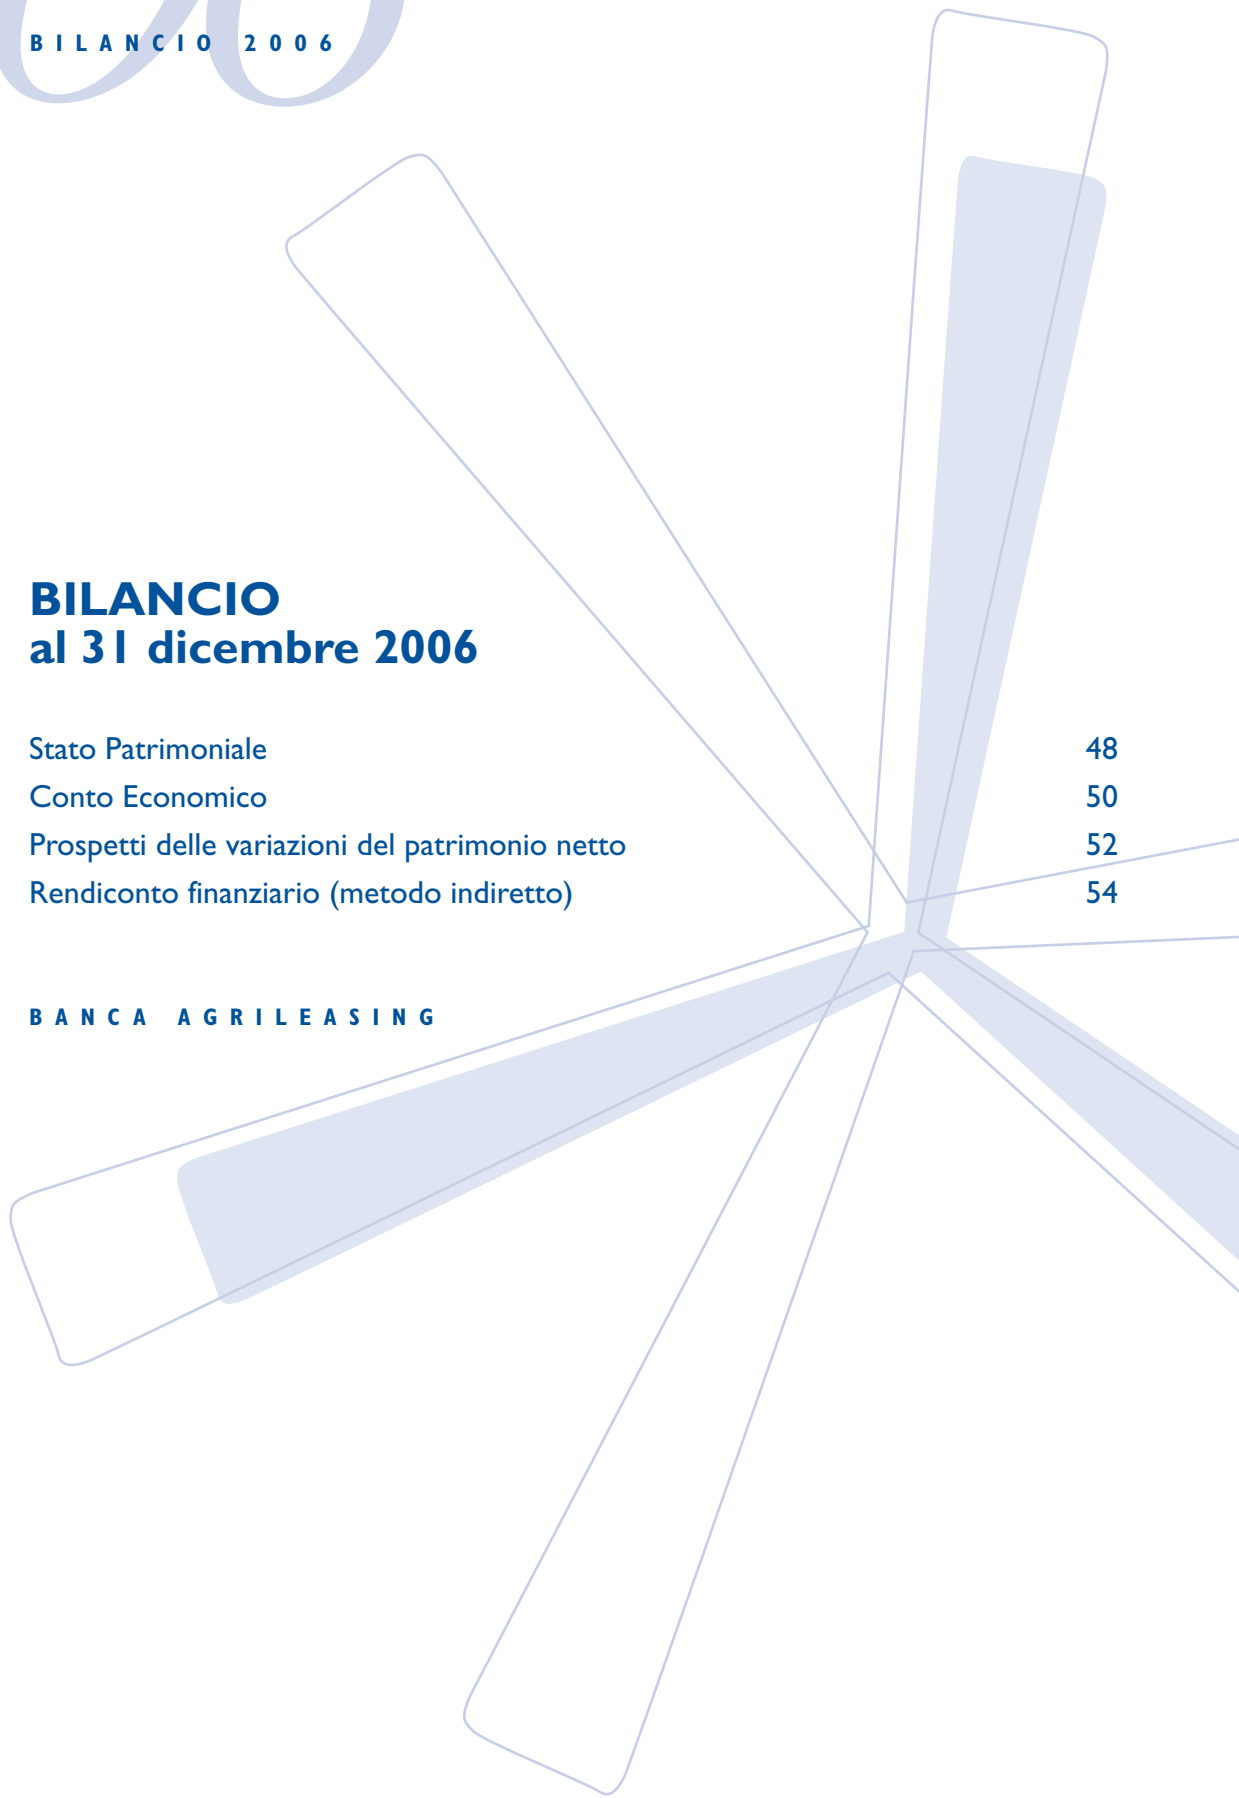 BILANCIO 2006
BILANCIO
al 31 dicembre 2006
Stato Patrimoniale 48
Conto Economico 50
Prospetti delle variazioni del patrimonio netto 52
Rendiconto finanziario (metodo indiretto) 54
BANCA AGRILEASING